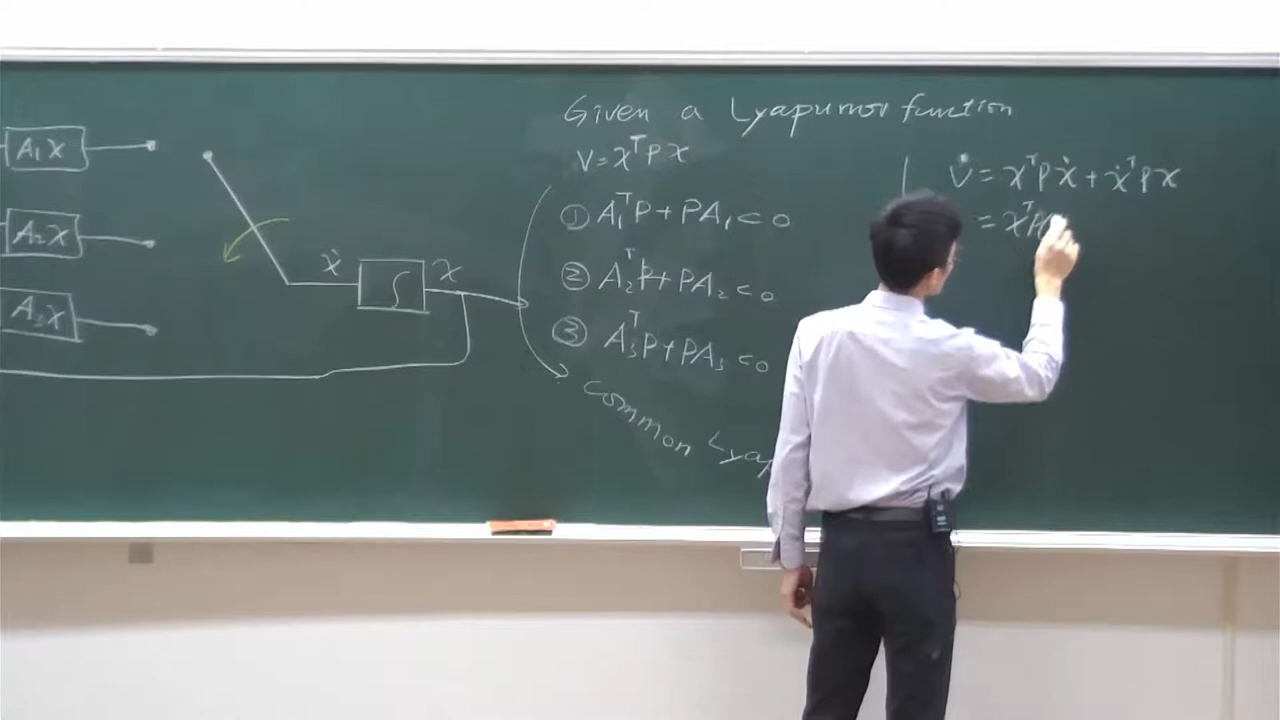 A₁x
A₂x
A₃x
ẋ
∫
x
Given a Lyapunov function
V=xᵀPx
① A₁ᵀP+PA₁<0
② A₂ᵀP+PA₂<0
③ A₃ᵀP+PA₃<0
common Lyap
V̇ = xᵀPẋ+ẋᵀPx
= xᵀP